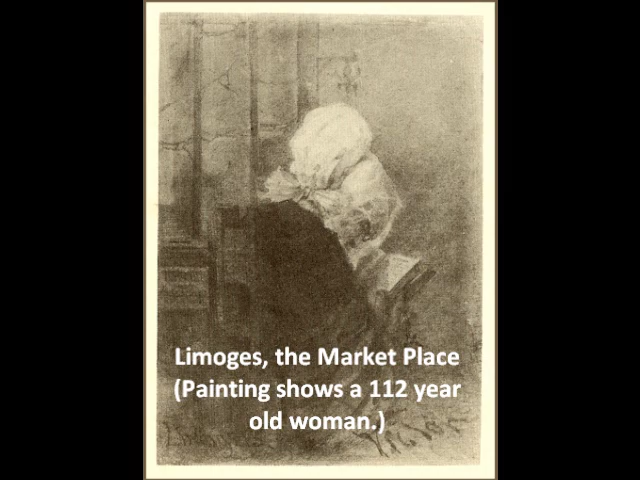 Limoges, the Market Place
(Painting shows a 112 year
old woman.)